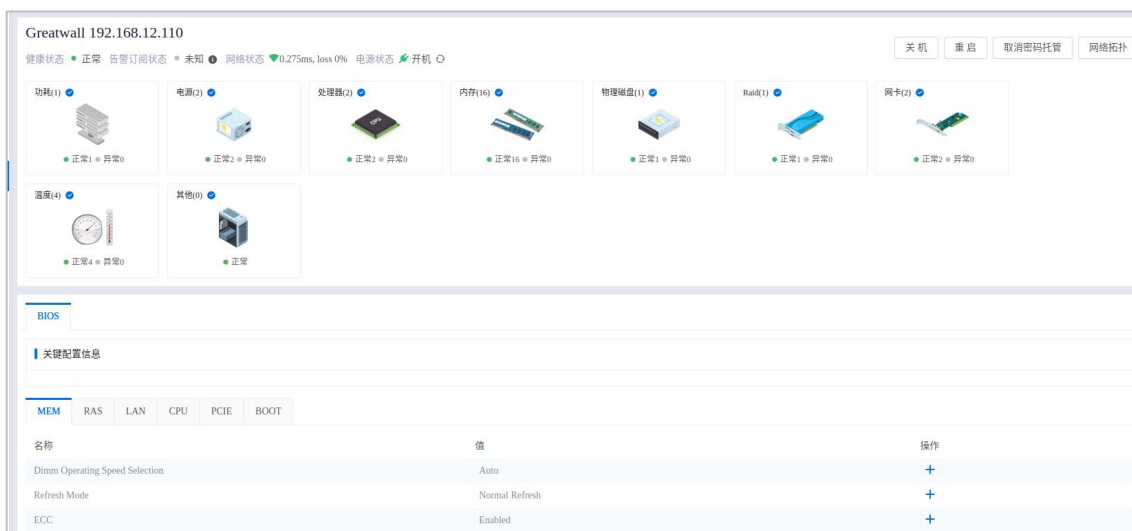 Greatwall 192.168.12.110
关 机 重 启 取消密码托管 网络拓扑
健康状态 正常 告警订阅状态 未知 网络状态 0.275ms, loss 0% 电源状态 开机
功耗(1) 电源(2) 处理器(2) 内存(16) 物理磁盘(1) Raid(1) 网卡(2)
CPU
正常1 异常0 正常2 异常0 正常2 异常0 正常16 异常0 正常1 异常0 正常1 异常0 正常2 异常0
温度(4) 其他(0)
正常4 异常0 正常
BIOS
关键配置信息
MEM RAS LAN CPU PCIE BOOT
名称 值 操作
Dimm Operating Speed Selection Auto
Refresh Mode Normal Refresh
ECC Enabled